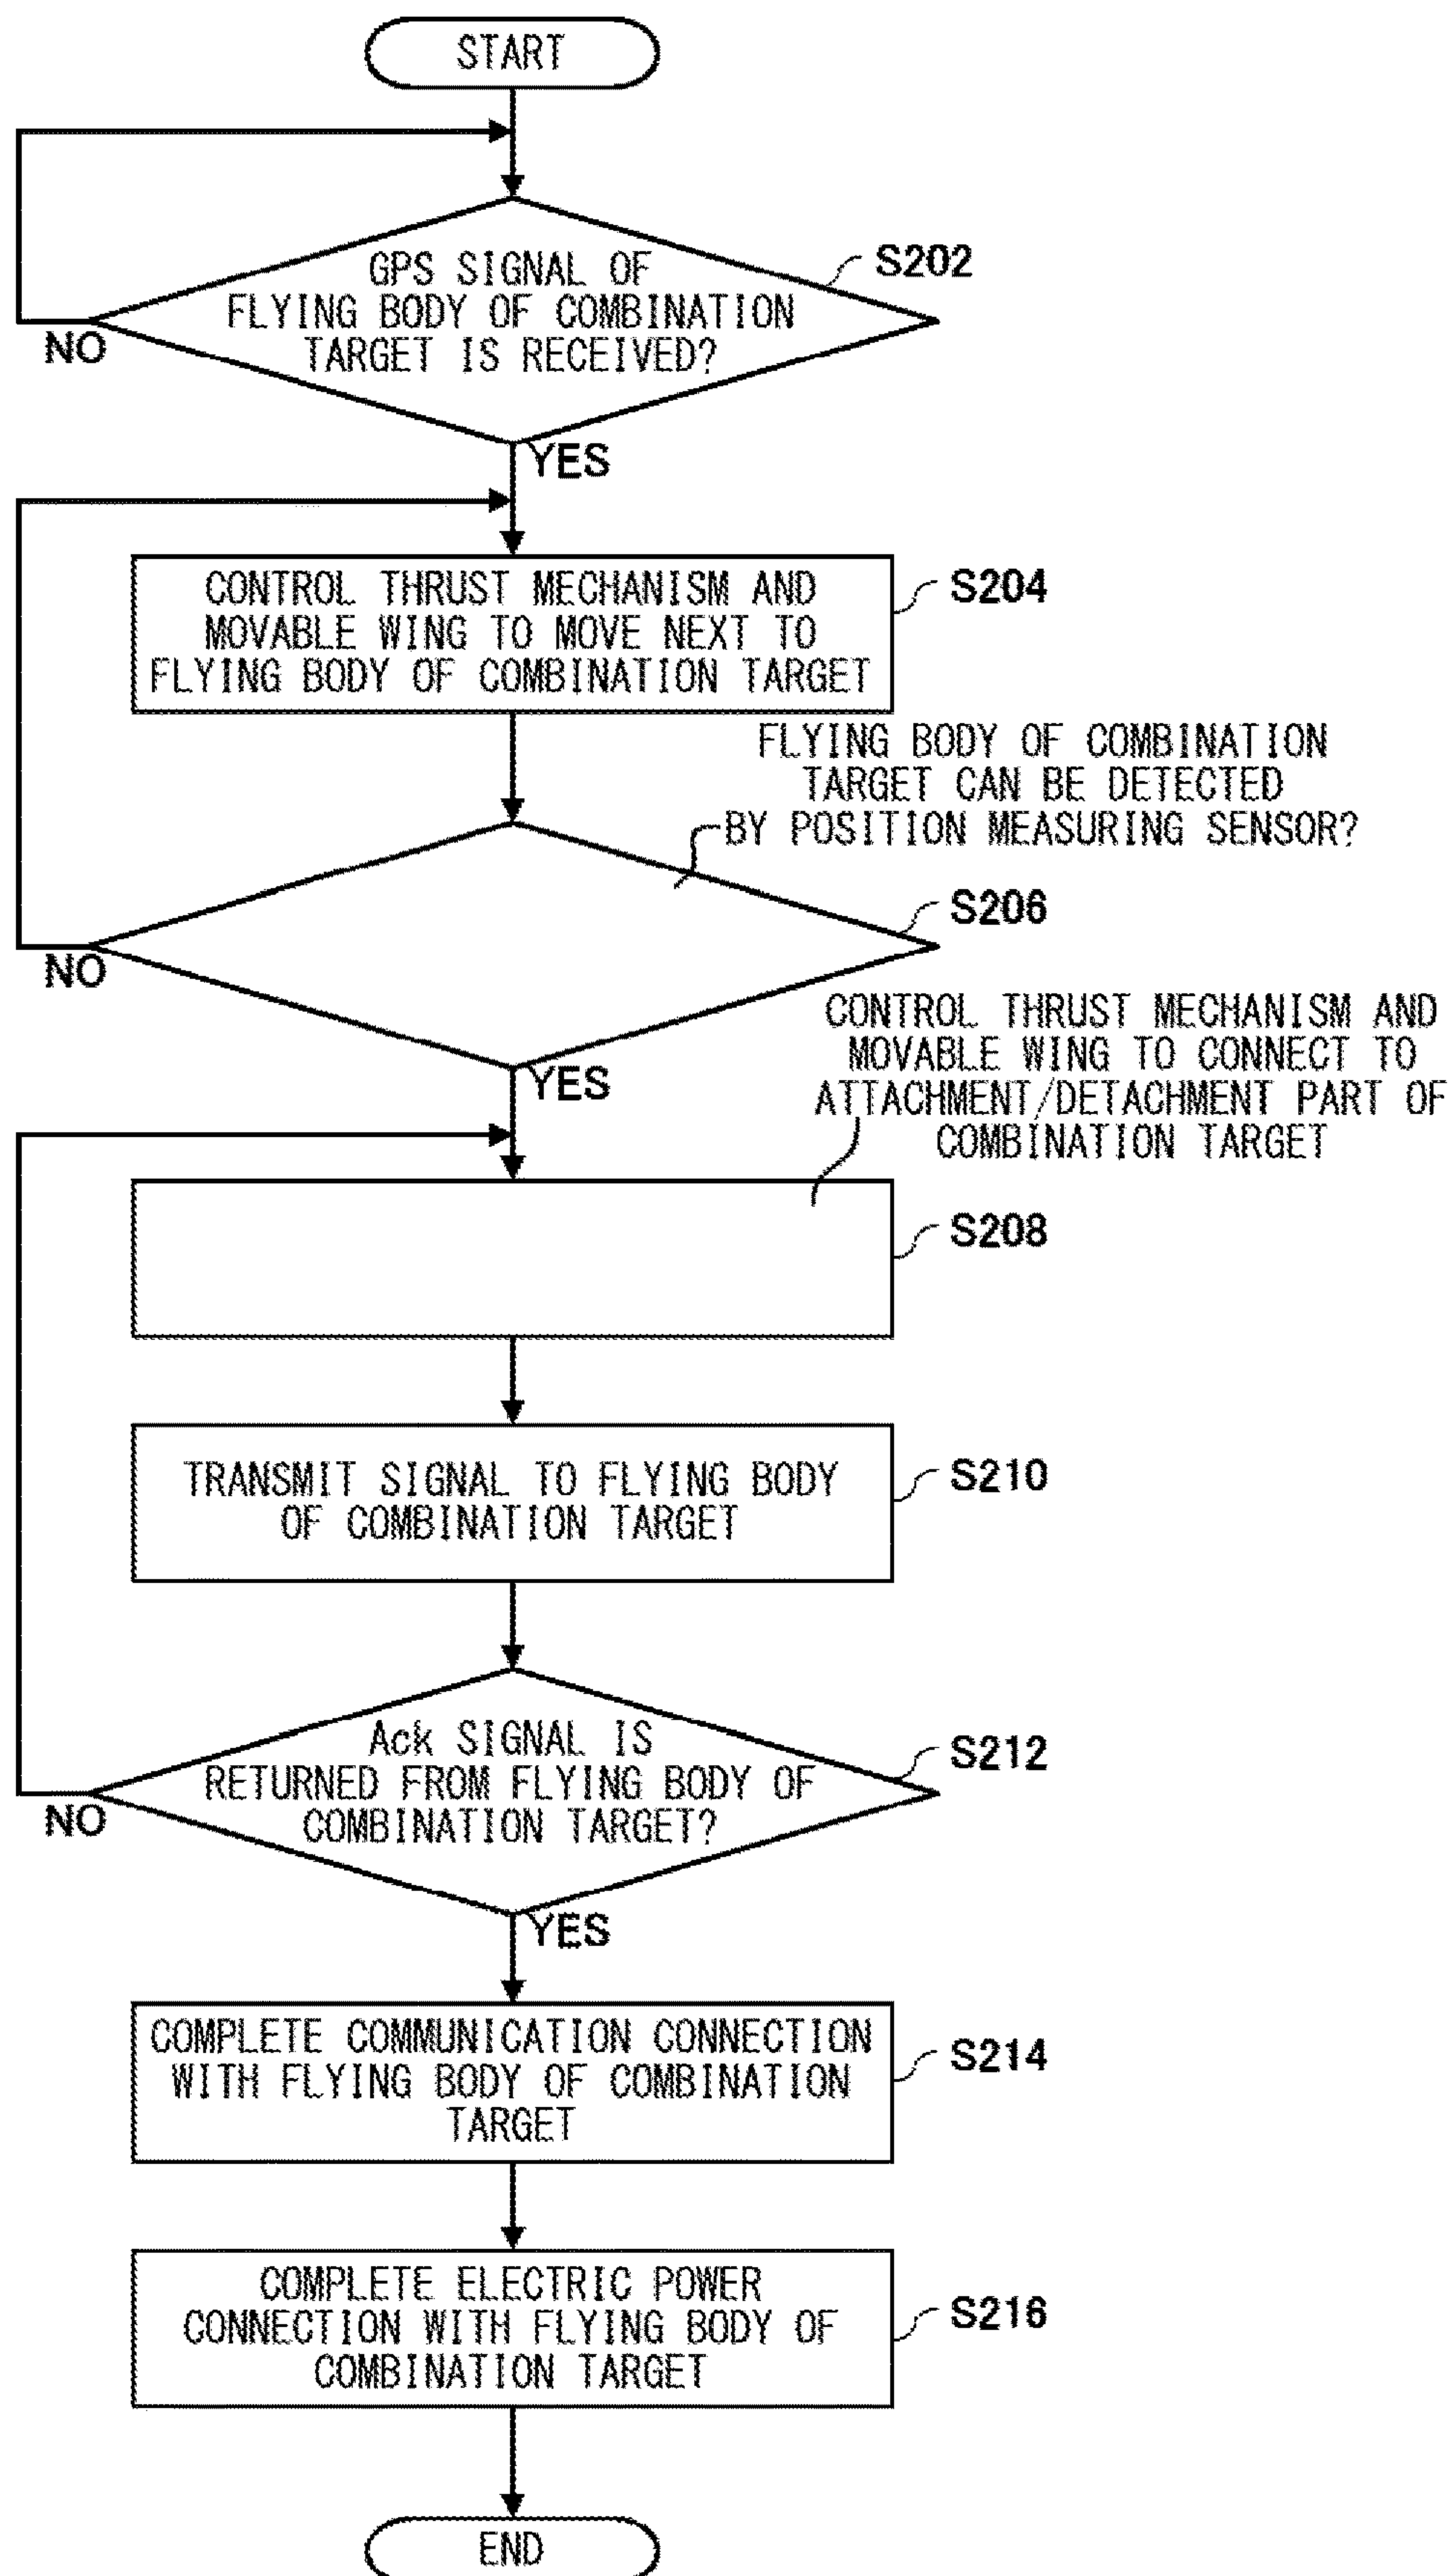 START
GPS SIGNAL OF
FLYING BODY OF COMBINATION
TARGET IS RECEIVED?
S202
NO
YES
CONTROL THRUST MECHANISM AND
MOVABLE WING TO MOVE NEXT TO
FLYING BODY OF COMBINATION TARGET
S204
FLYING BODY OF COMBINATION
TARGET CAN BE DETECTED
BY POSITION MEASURING SENSOR?
S206
NO
YES
CONTROL THRUST MECHANISM AND
MOVABLE WING TO CONNECT TO
ATTACHMENT/DETACHMENT PART OF
COMBINATION TARGET
S208
TRANSMIT SIGNAL TO FLYING BODY
OF COMBINATION TARGET
S210
Ack SIGNAL IS
RETURNED FROM FLYING BODY OF
COMBINATION TARGET?
S212
NO
YES
COMPLETE COMMUNICATION CONNECTION
WITH FLYING BODY OF COMBINATION
TARGET
S214
COMPLETE ELECTRIC POWER
CONNECTION WITH FLYING BODY OF
COMBINATION TARGET
S216
END